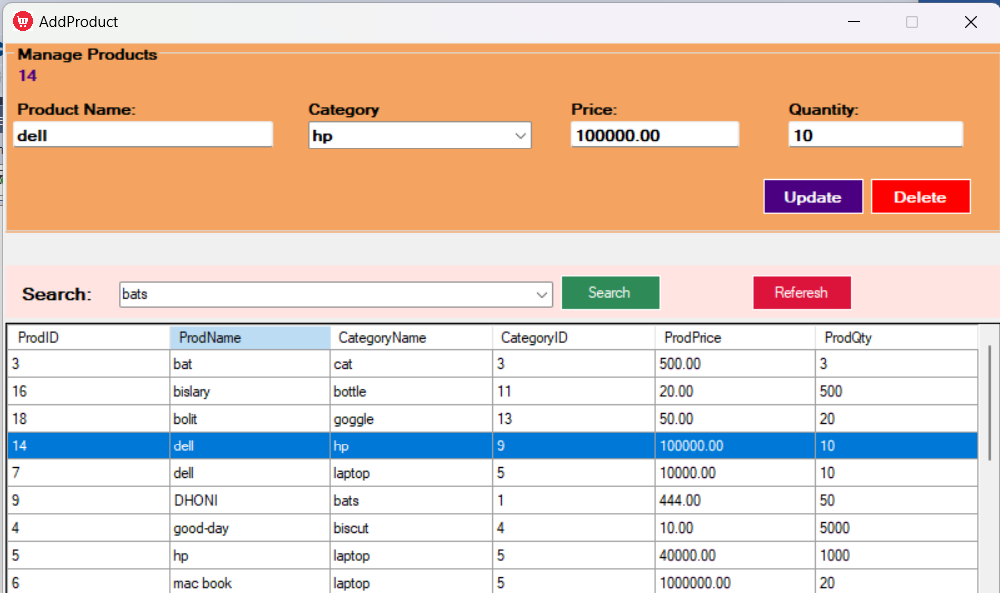 AddProduct
Manage Products
14
Product Name: Category Price: Quantity:
dell hp 100000.00 10
Update Delete
Search: bats Search Referesh
ProdID ProdName CategoryName CategoryID ProdPrice ProdQty
3 bat cat 3 500.00 3
16 bislary bottle 11 20.00 500
18 bolit goggle 13 50.00 20
14 dell hp 9 100000.00 10
7 dell laptop 5 10000.00 10
9 DHONI bats 1 444.00 50
4 good-day biscut 4 10.00 5000
5 hp laptop 5 40000.00 1000
6 mac book laptop 5 1000000.00 20